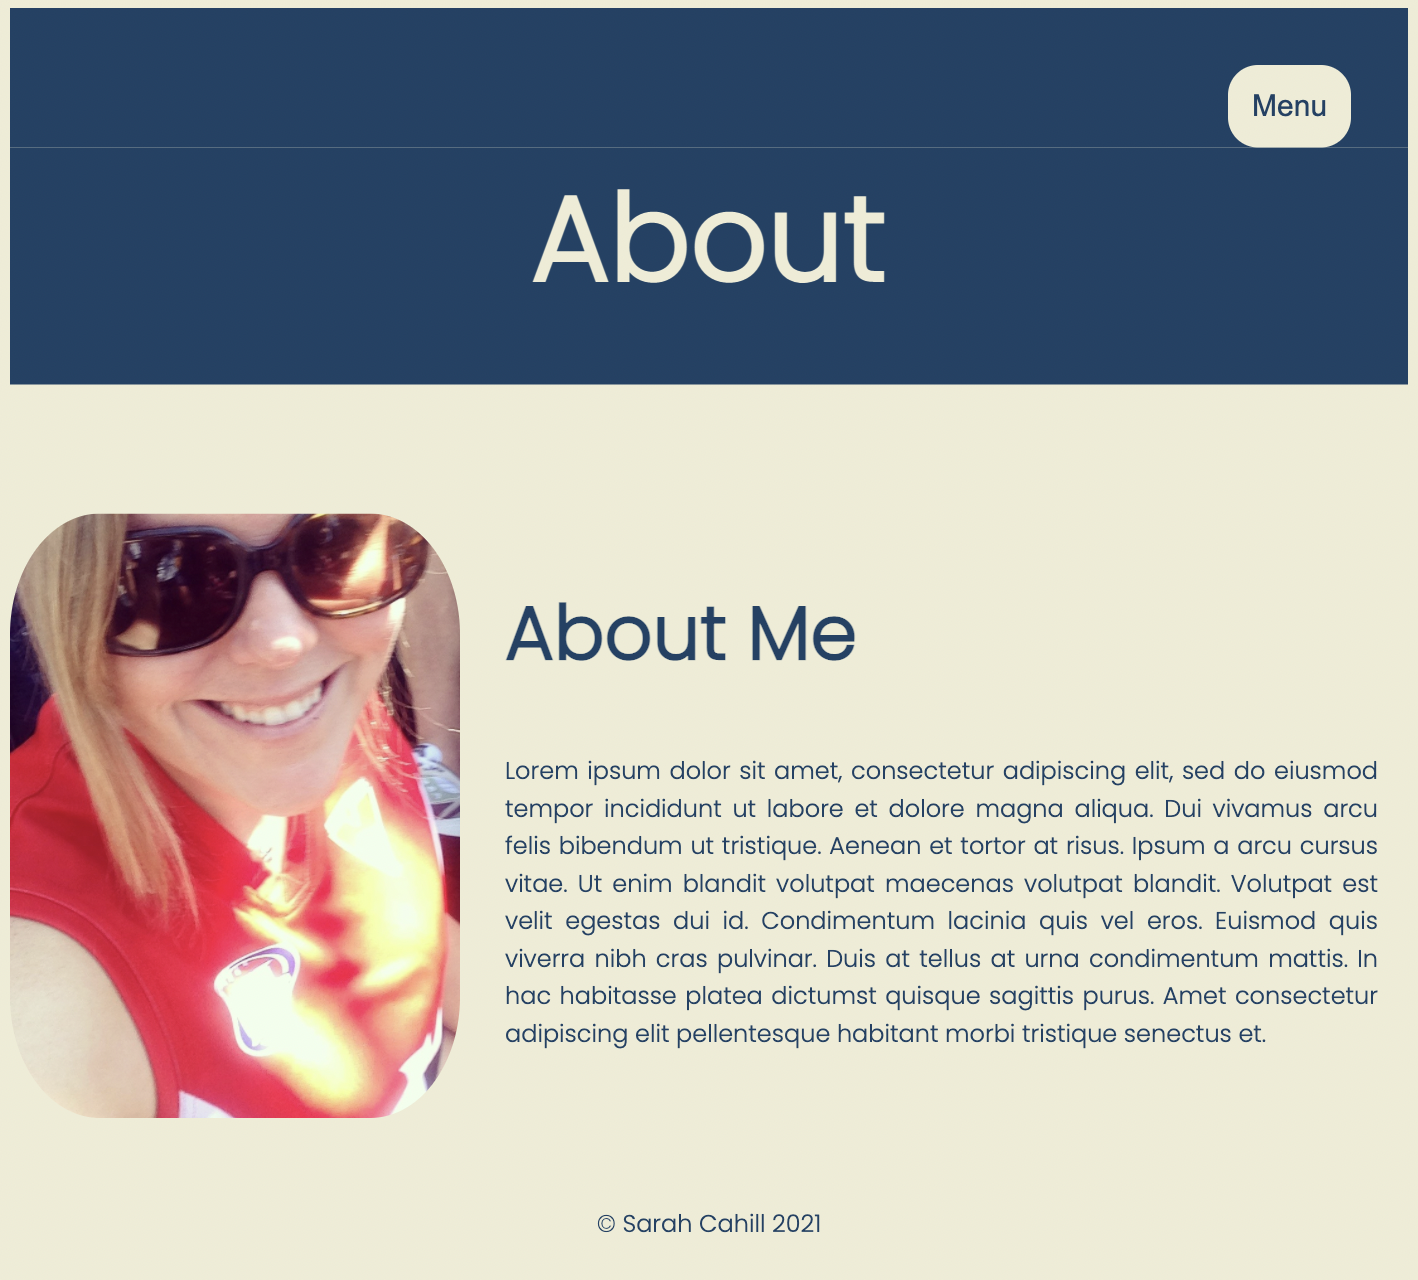 Menu
About
About Me
Lorem ipsum dolor sit amet, consectetur adipiscing elit, sed do eiusmod
tempor incididunt ut labore et dolore magna aliqua. Dui vivamus arcu
felis bibendum ut tristique. Aenean et tortor at risus. Ipsum a arcu cursus
vitae. Ut enim blandit volutpat maecenas volutpat blandit. Volutpat est
velit egestas dui id. Condimentum lacinia quis vel eros. Euismod quis
viverra nibh cras pulvinar. Duis at tellus at urna condimentum mattis. In
hac habitasse platea dictumst quisque sagittis purus. Amet consectetur
adipiscing elit pellentesque habitant morbi tristique senectus et.
© Sarah Cahill 2021